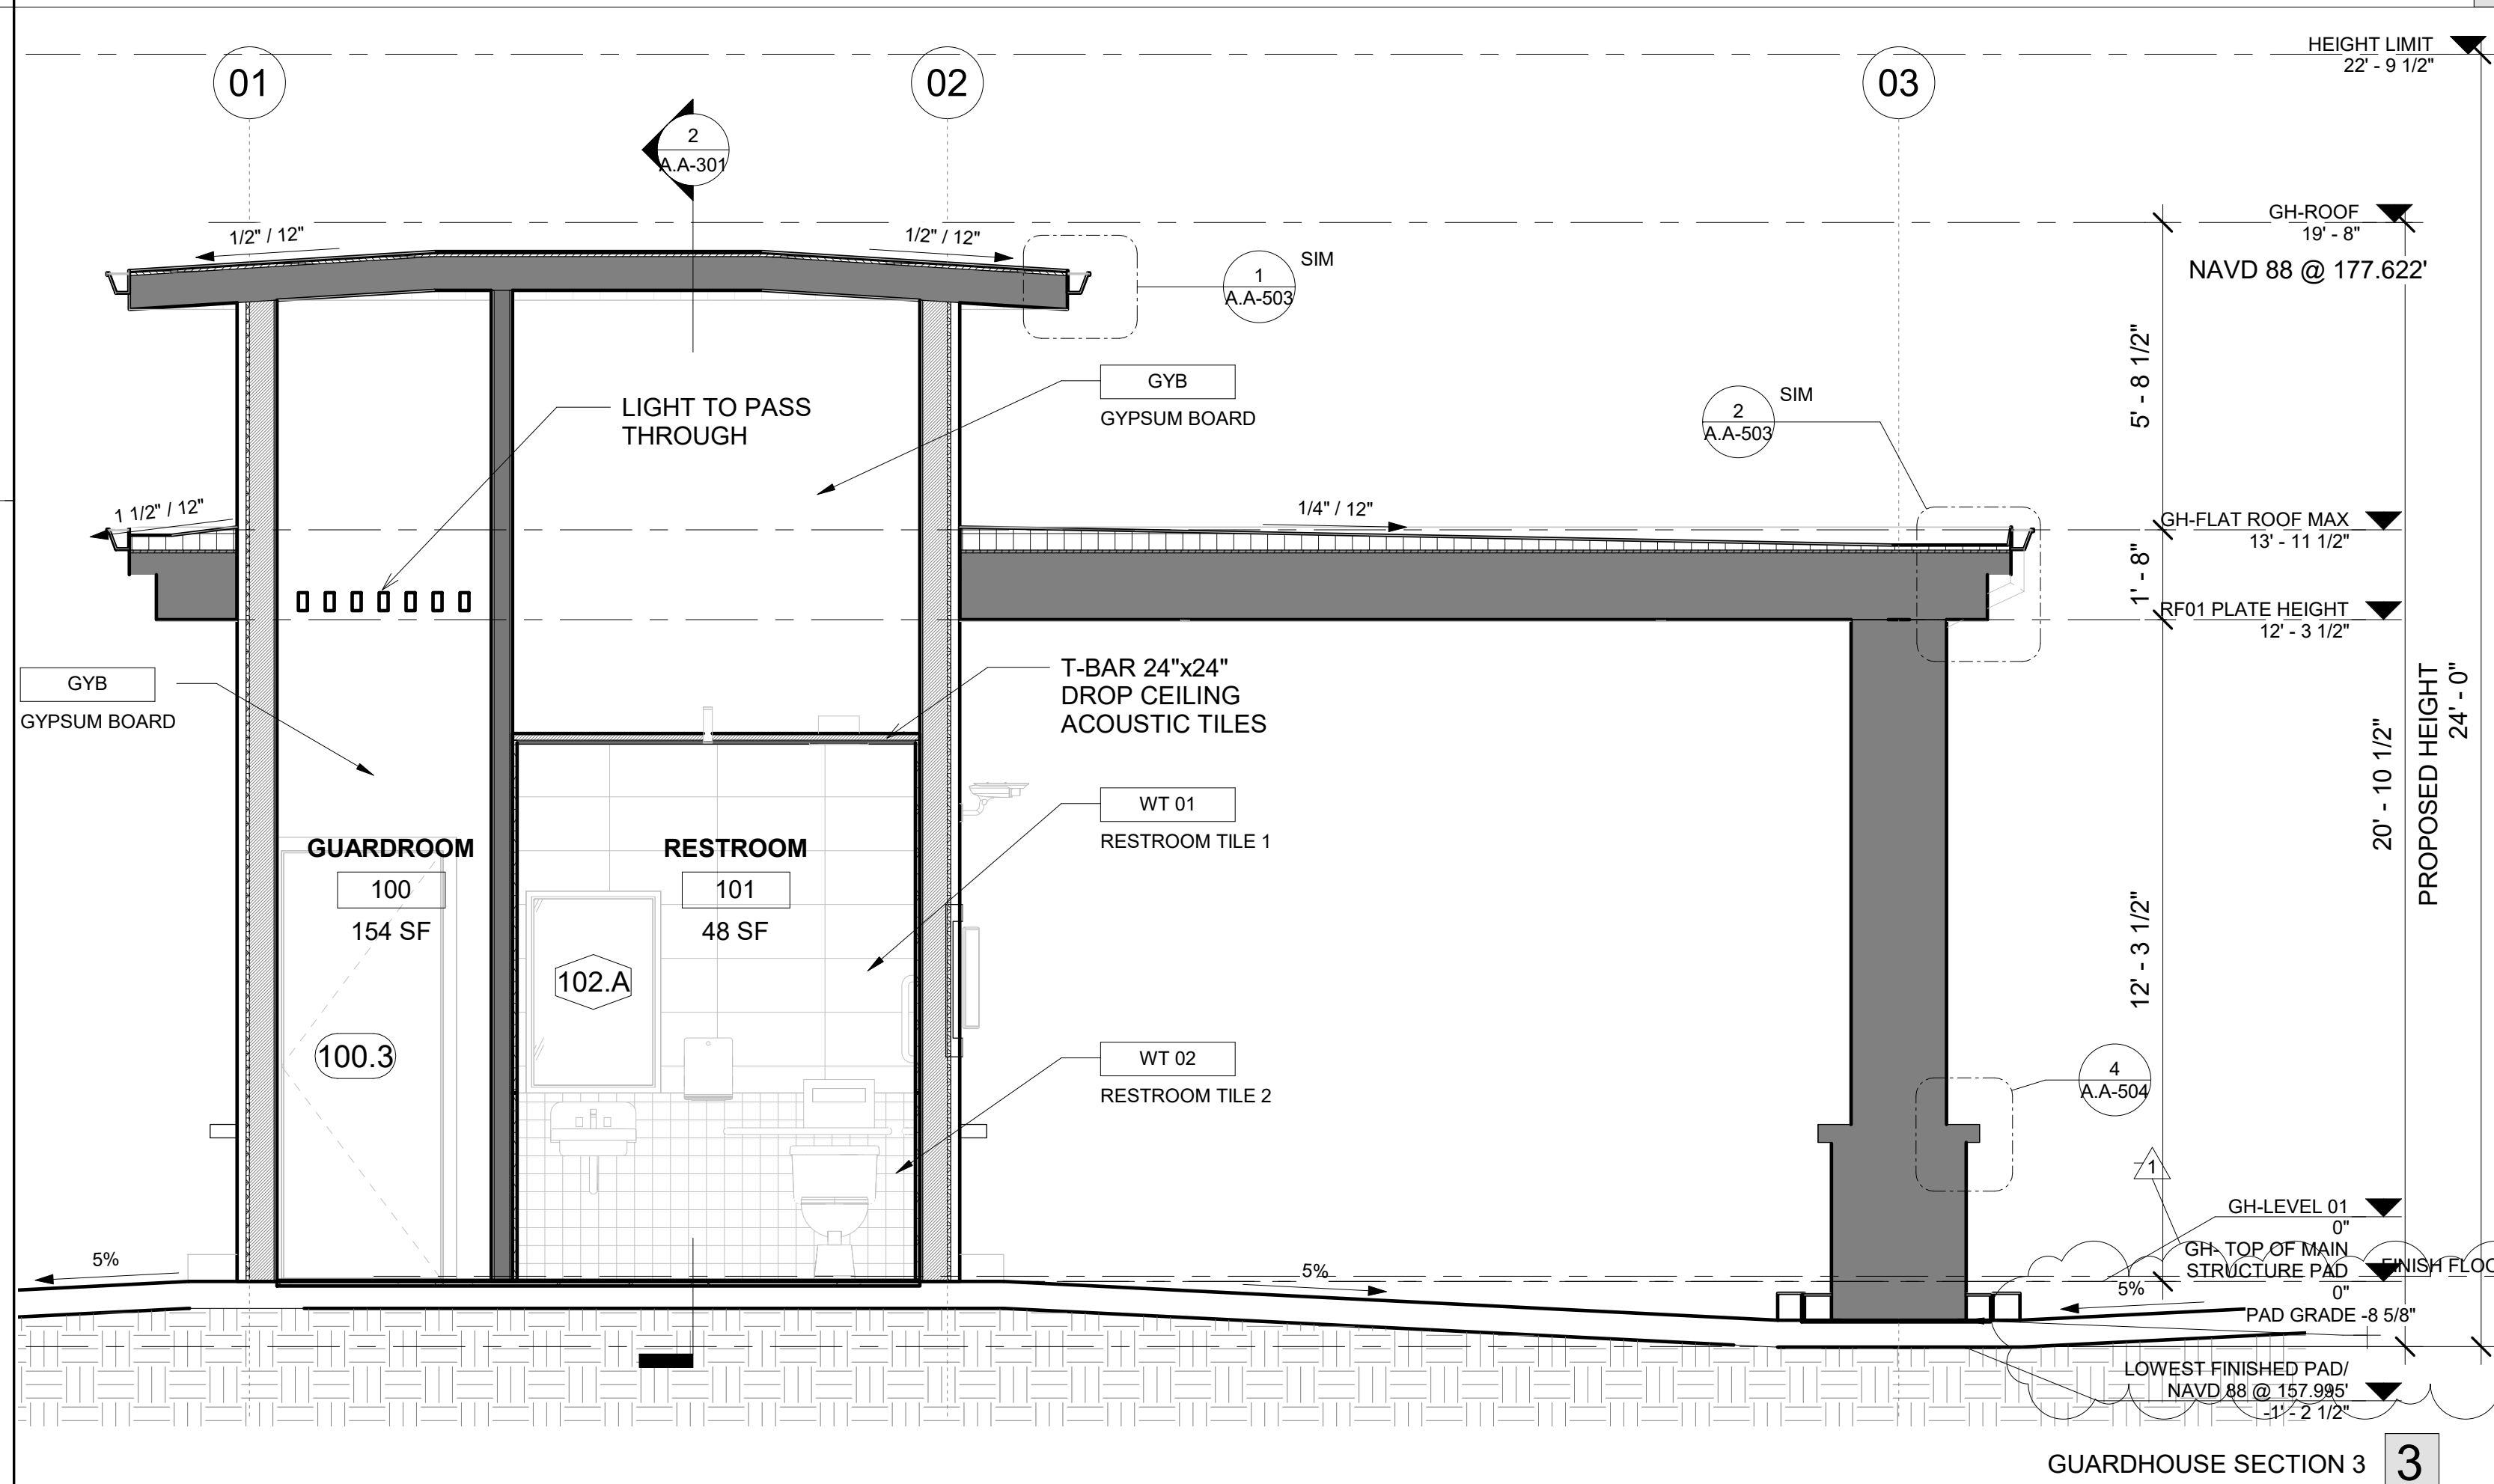 HEIGHT LIMIT
22' - 9 1/2"
01
02
03
2
A.A-301
GH-ROOF
19' - 8"
NAVD 88 @ 177.622'
1/2" / 12"
1/2" / 12"
1
A.A-503
SIM
5' - 8 1/2"
GYB
GYPSUM BOARD
LIGHT TO PASS
THROUGH
2
A.A-503
SIM
1 1/2" / 12"
1/4" / 12"
GH-FLAT ROOF MAX
13' - 11 1/2"
1' - 8"
RF01 PLATE HEIGHT
12' - 3 1/2"
GYB
GYPSUM BOARD
T-BAR 24"x24"
DROP CEILING
ACOUSTIC TILES
PROPOSED HEIGHT
24' - 0"
20' - 10 1/2"
WT 01
RESTROOM TILE 1
GUARDROOM
100
154 SF
RESTROOM
101
48 SF
12' - 3 1/2"
102.A
100.3
WT 02
RESTROOM TILE 2
4
A.A-504
1
GH-LEVEL 01
0"
GH- TOP OF MAIN
STRUCTURE PAD
0"
FINISH FLOO
5%
5%
5%
PAD GRADE -8 5/8"
LOWEST FINISHED PAD/
NAVD 88 @ 157.995'
-1' - 2 1/2"
GUARDHOUSE SECTION 3
3